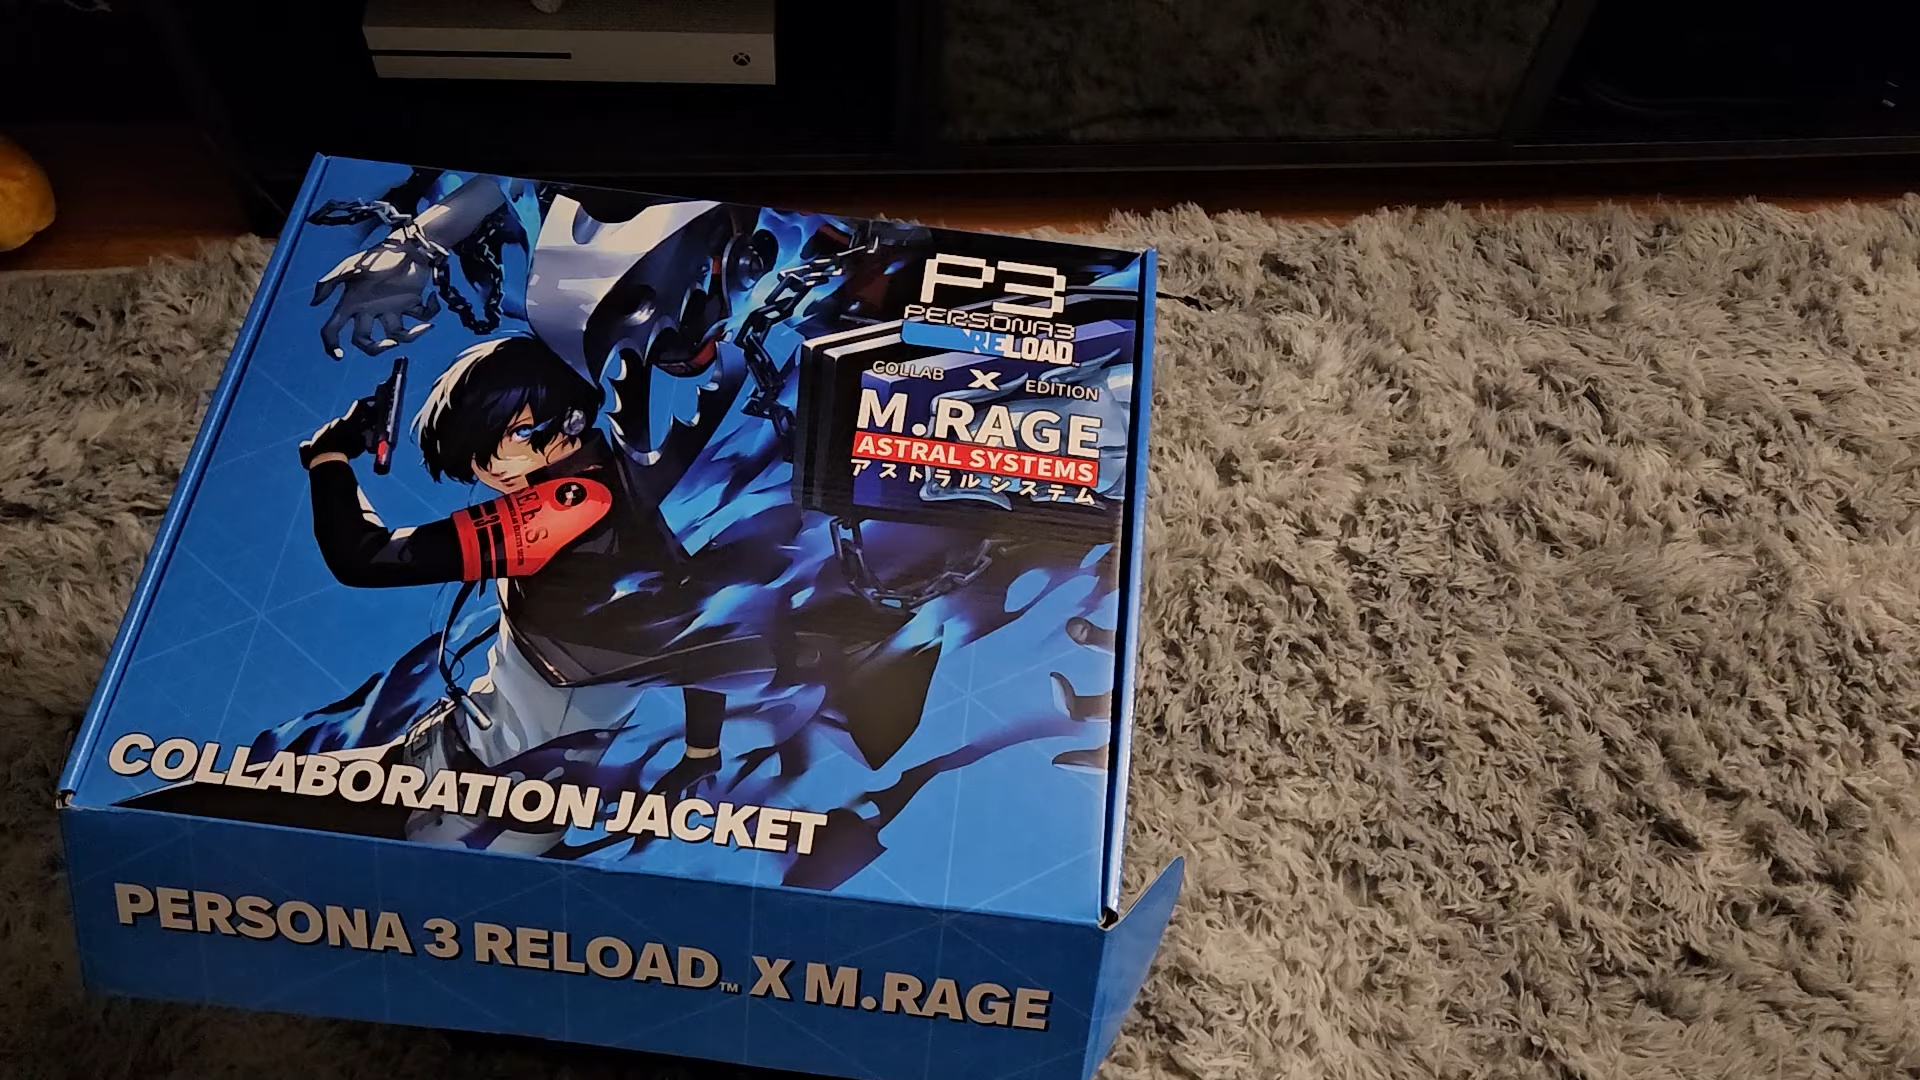 P3
PERSONA3
RELOAD™
COLLAB X EDITION
M.RAGE
ASTRAL SYSTEMS
アストラルシステム
S.E.E.S.
COLLABORATION JACKET
PERSONA 3 RELOAD™ X M.RAGE